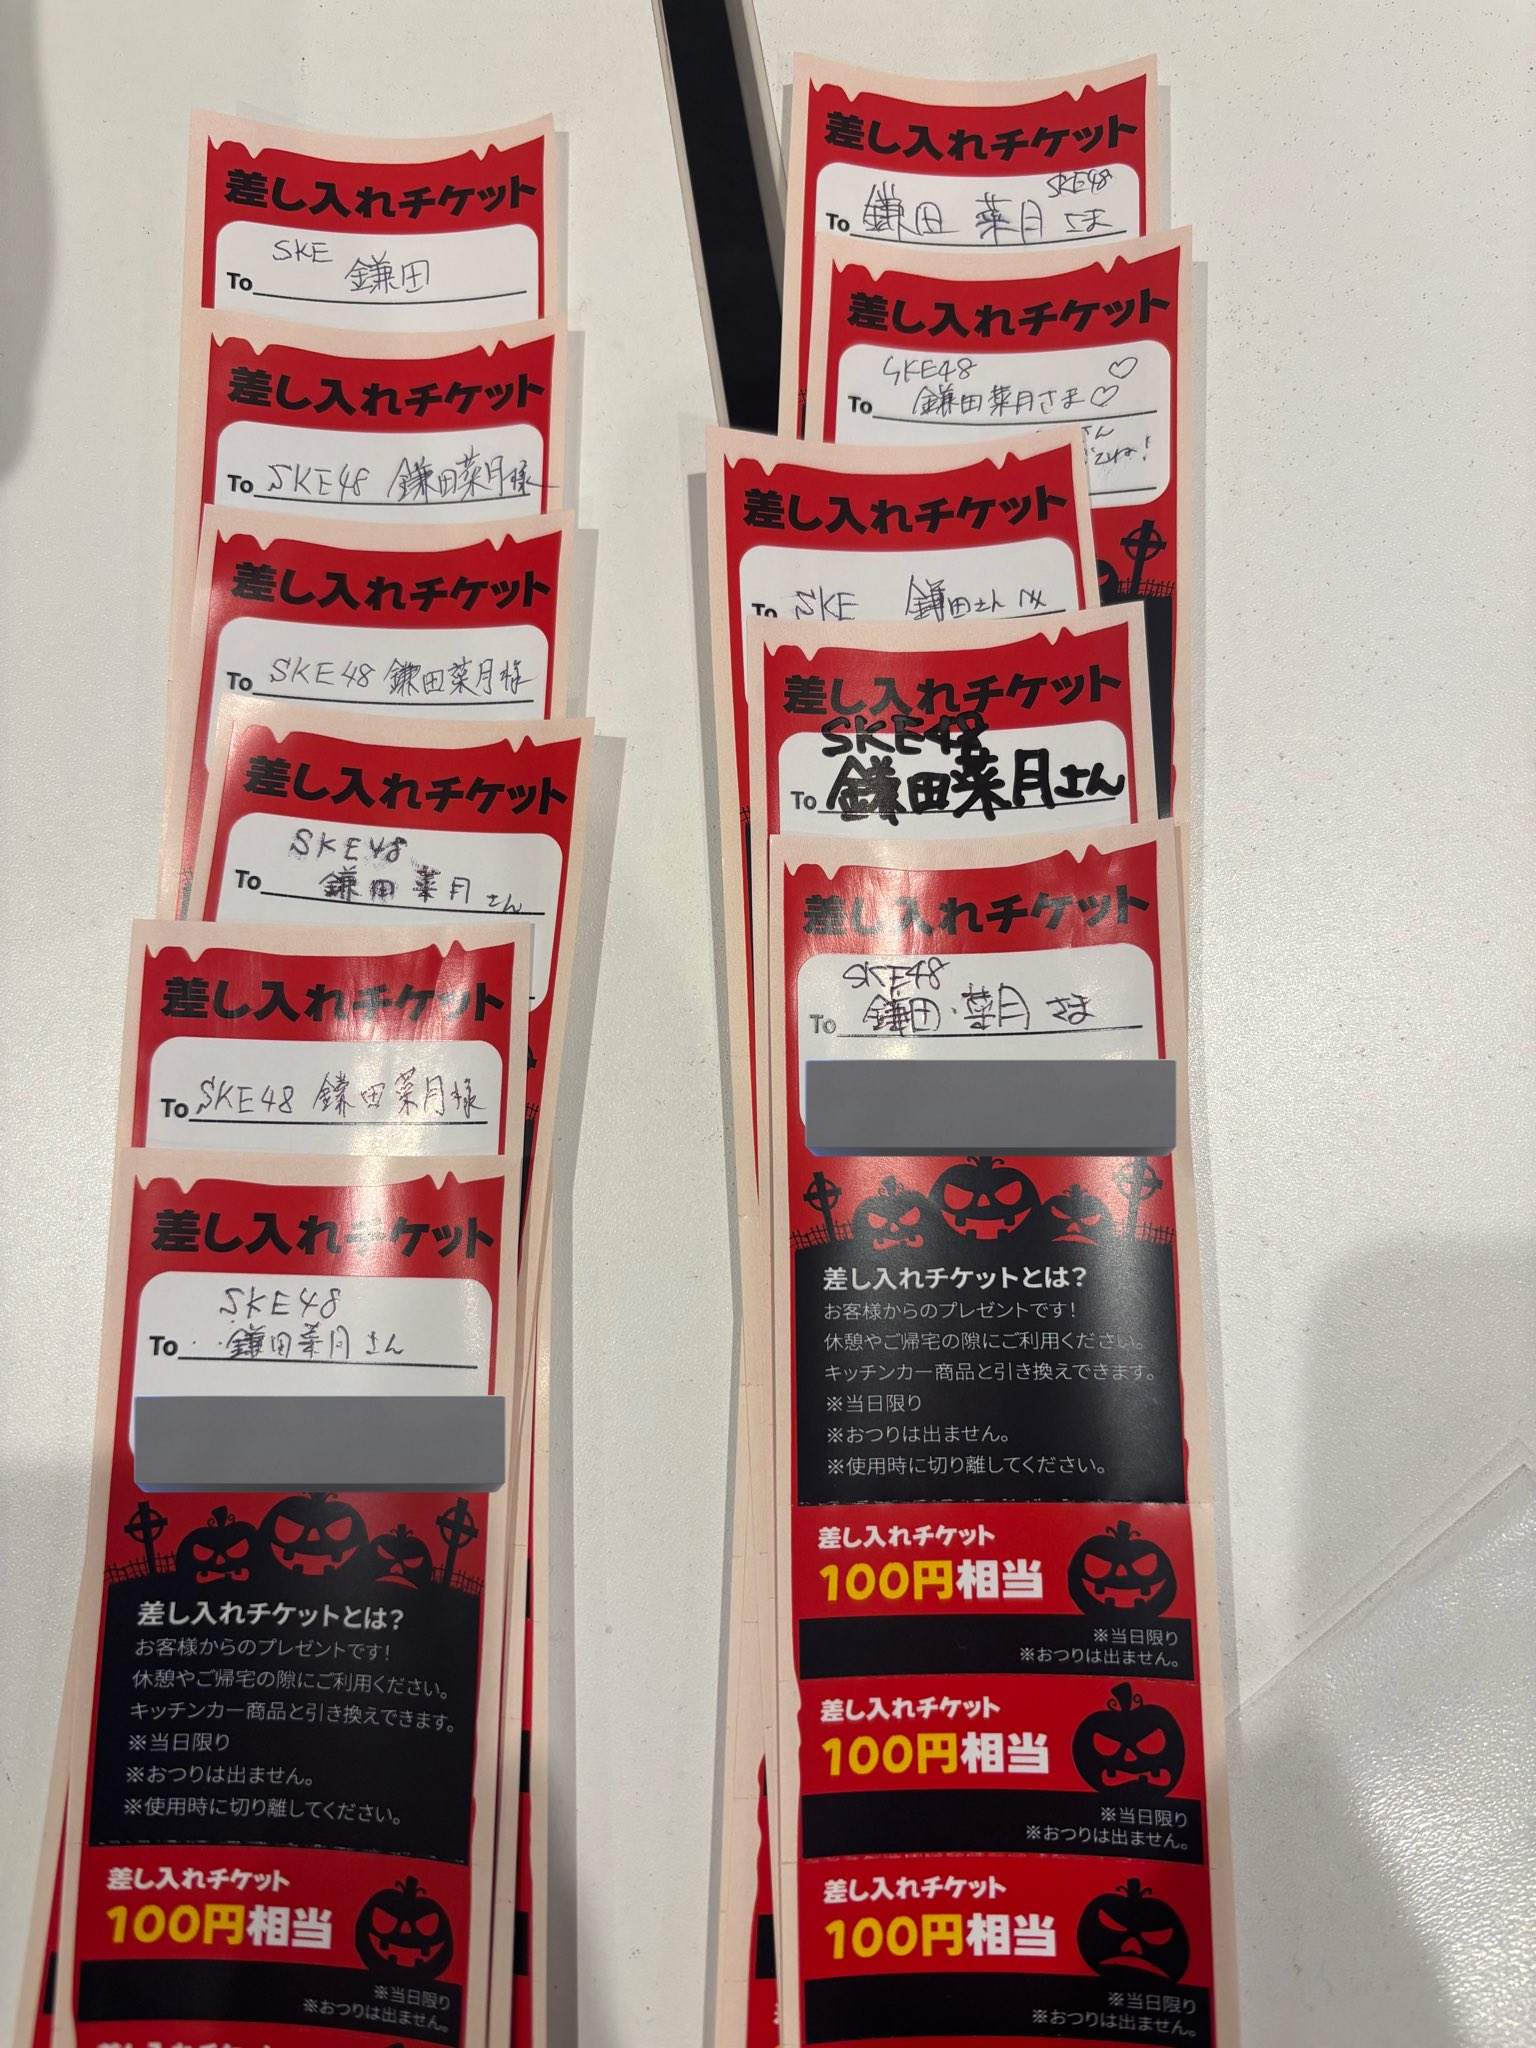 差し入れチケット
SKE
To 鎌田
差し入れチケット
To SKE48 鎌田菜月様
差し入れチケット
To SKE48 鎌田菜月様
差し入れチケット
SKE48
To 鎌田菜月さん
差し入れチケット
To SKE48 鎌田菜月様
差し入れチケット
SKE48
To 鎌田菜月さん
差し入れチケットとは?
お客様からのプレゼントです!
休憩やご帰宅の隙にご利用ください。
キッチンカー商品と引き換えできます。
※当日限り
※おつりは出ません。
※使用時に切り離してください。
差し入れチケット
100円相当
※当日限り
※おつりは出ません。
差し入れチケット
差し入れチケット
SKE48
To 鎌田 菜月 さま
差し入れチケット
SKE48 ♡
To 鎌田菜月さま♡
さん
差し入れチケット
To SKE 鎌田さん
差し入れチケット
SKE48
To 鎌田菜月さん
差し入れチケット
SKE48
To 鎌田・菜月 さま
差し入れチケットとは?
お客様からのプレゼントです!
休憩やご帰宅の隙にご利用ください。
キッチンカー商品と引き換えできます。
※当日限り
※おつりは出ません。
※使用時に切り離してください。
差し入れチケット
100円相当
※当日限り
※おつりは出ません。
差し入れチケット
100円相当
※当日限り
※おつりは出ません。
差し入れチケット
100円相当
※当日限り
※おつりは出ません。